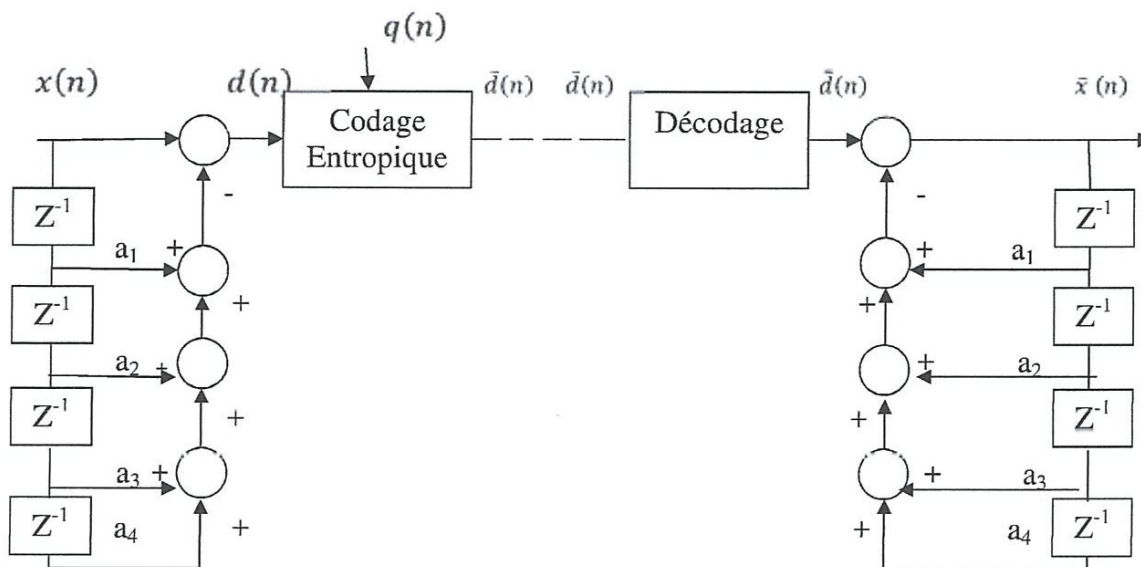 q(n)
x(n)
d(n)
d̄(n)
d̄(n)
d̄̃(n)
x̄ (n)
Codage
Entropique
Décodage
-
-
Z⁻¹
Z⁻¹
a₁
+
+
a₁
Z⁻¹
+
+
Z⁻¹
a₂
+
+
a₂
Z⁻¹
+
+
Z⁻¹
a₃
+
+
a₃
Z⁻¹
a₄
+
+
a₄
Z⁻¹